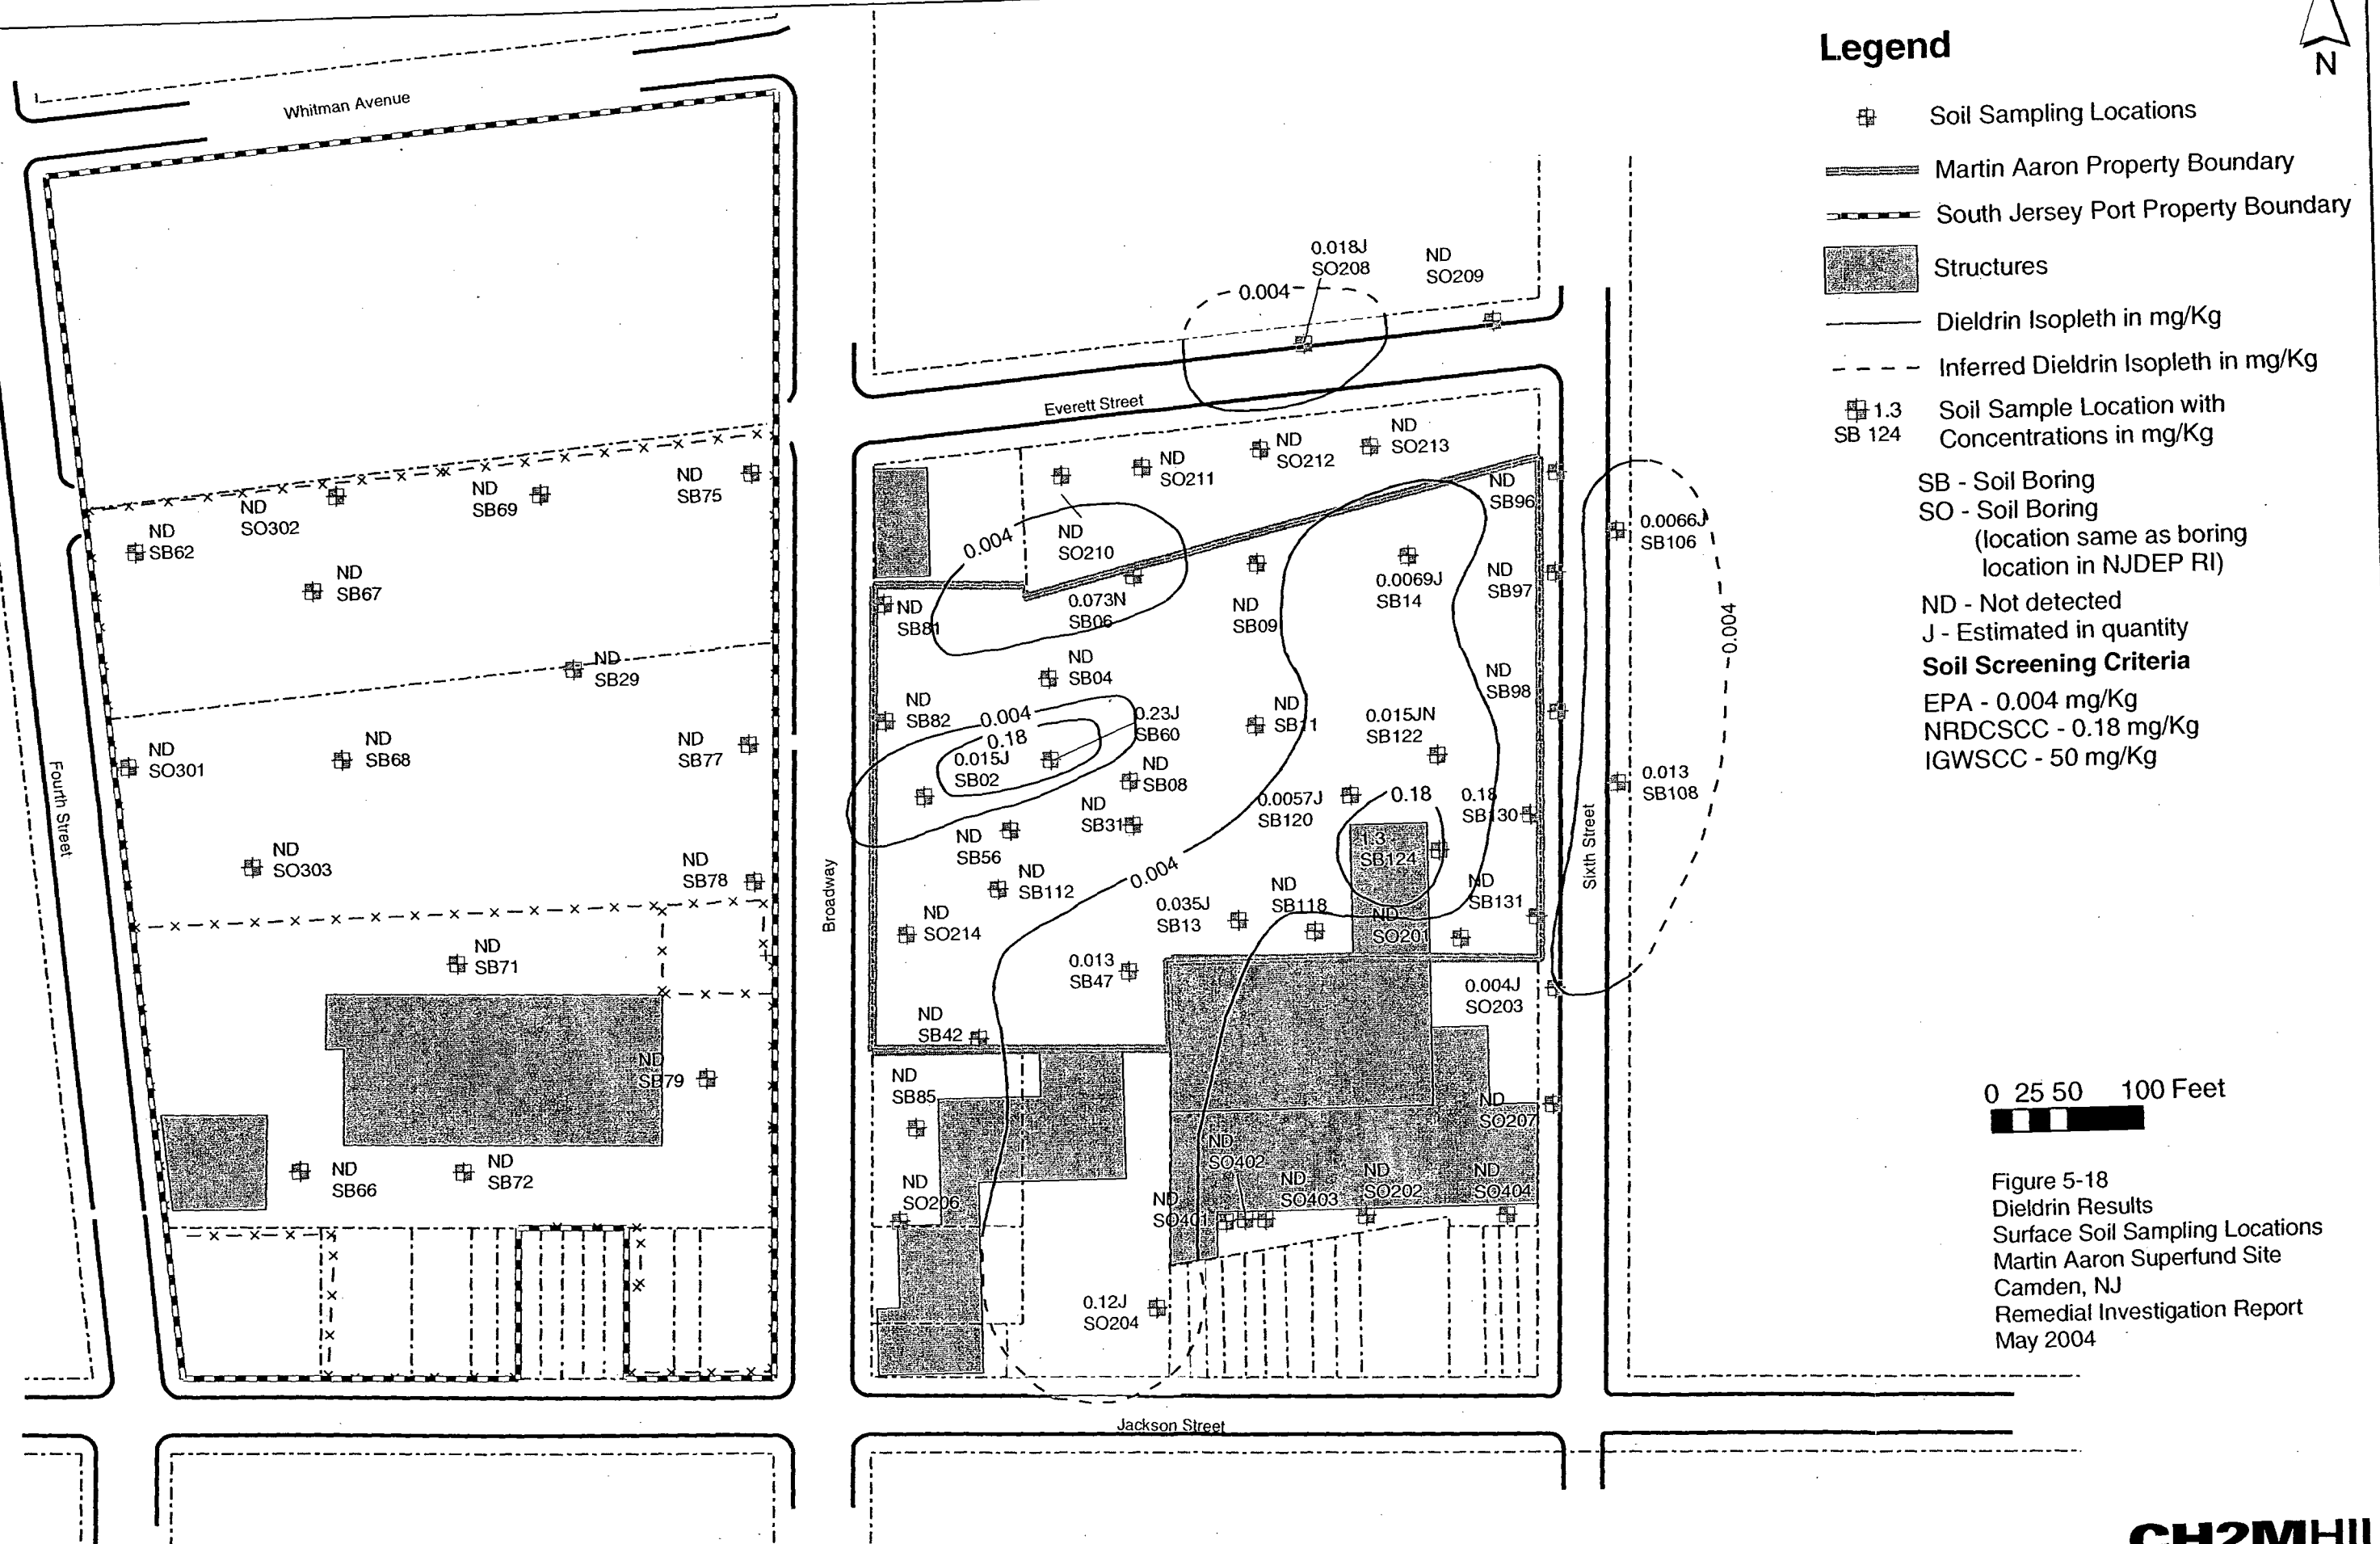 Legend
N
Soil Sampling Locations
Martin Aaron Property Boundary
South Jersey Port Property Boundary
Structures
Dieldrin Isopleth in mg/Kg
Inferred Dieldrin Isopleth in mg/Kg
1.3
SB 124
Soil Sample Location with
Concentrations in mg/Kg
SB - Soil Boring
SO - Soil Boring
(location same as boring
location in NJDEP RI)
ND - Not detected
J - Estimated in quantity
Soil Screening Criteria
EPA - 0.004 mg/Kg
NRDCSCC - 0.18 mg/Kg
IGWSCC - 50 mg/Kg
0 25 50 100 Feet
Figure 5-18
Dieldrin Results
Surface Soil Sampling Locations
Martin Aaron Superfund Site
Camden, NJ
Remedial Investigation Report
May 2004
CH2MHIL
Whitman Avenue
Everett Street
Fourth Street
Broadway
Sixth Street
Jackson Street
ND
SB62
ND
SO302
ND
SB69
ND
SB75
ND
SB67
ND
SB29
ND
SO301
ND
SB68
ND
SB77
ND
SO303
ND
SB78
ND
SB71
ND
SB79
ND
SB66
ND
SB72
0.018J
SO208
ND
SO209
0.004
ND
SO210
ND
SO211
ND
SO212
ND
SO213
ND
SB96
0.0066J
SB106
0.004
0.073N
SB06
ND
SB81
ND
SB09
0.0069J
SB14
ND
SB97
0.004
ND
SB04
ND
SB82
0.004
0.18
0.23J
SB60
0.015J
SB02
ND
SB11
0.015JN
SB122
ND
SB98
ND
SB08
ND
SB31
0.0057J
SB120
0.18
0.18
SB130
0.013
SB108
ND
SB56
1.3
SB124
0.004
ND
SB112
ND
SO214
0.035J
SB13
ND
SB118
ND
SO201
ND
SB131
0.013
SB47
0.004J
SO203
ND
SB42
ND
SB85
ND
SO207
ND
SO206
ND
SO402
ND
SO401
ND
SO403
ND
SO202
ND
SO404
0.12J
SO204